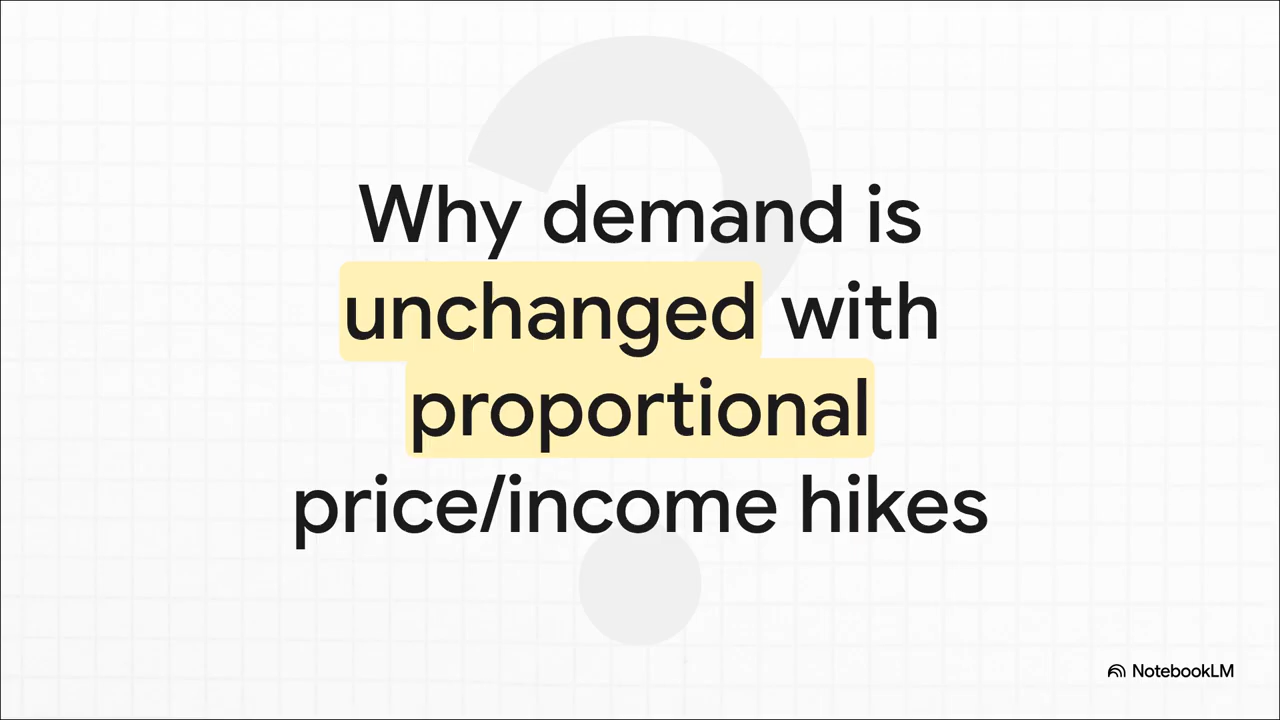 Why demand is
unchanged with
proportional
price/income hikes
NotebookLM